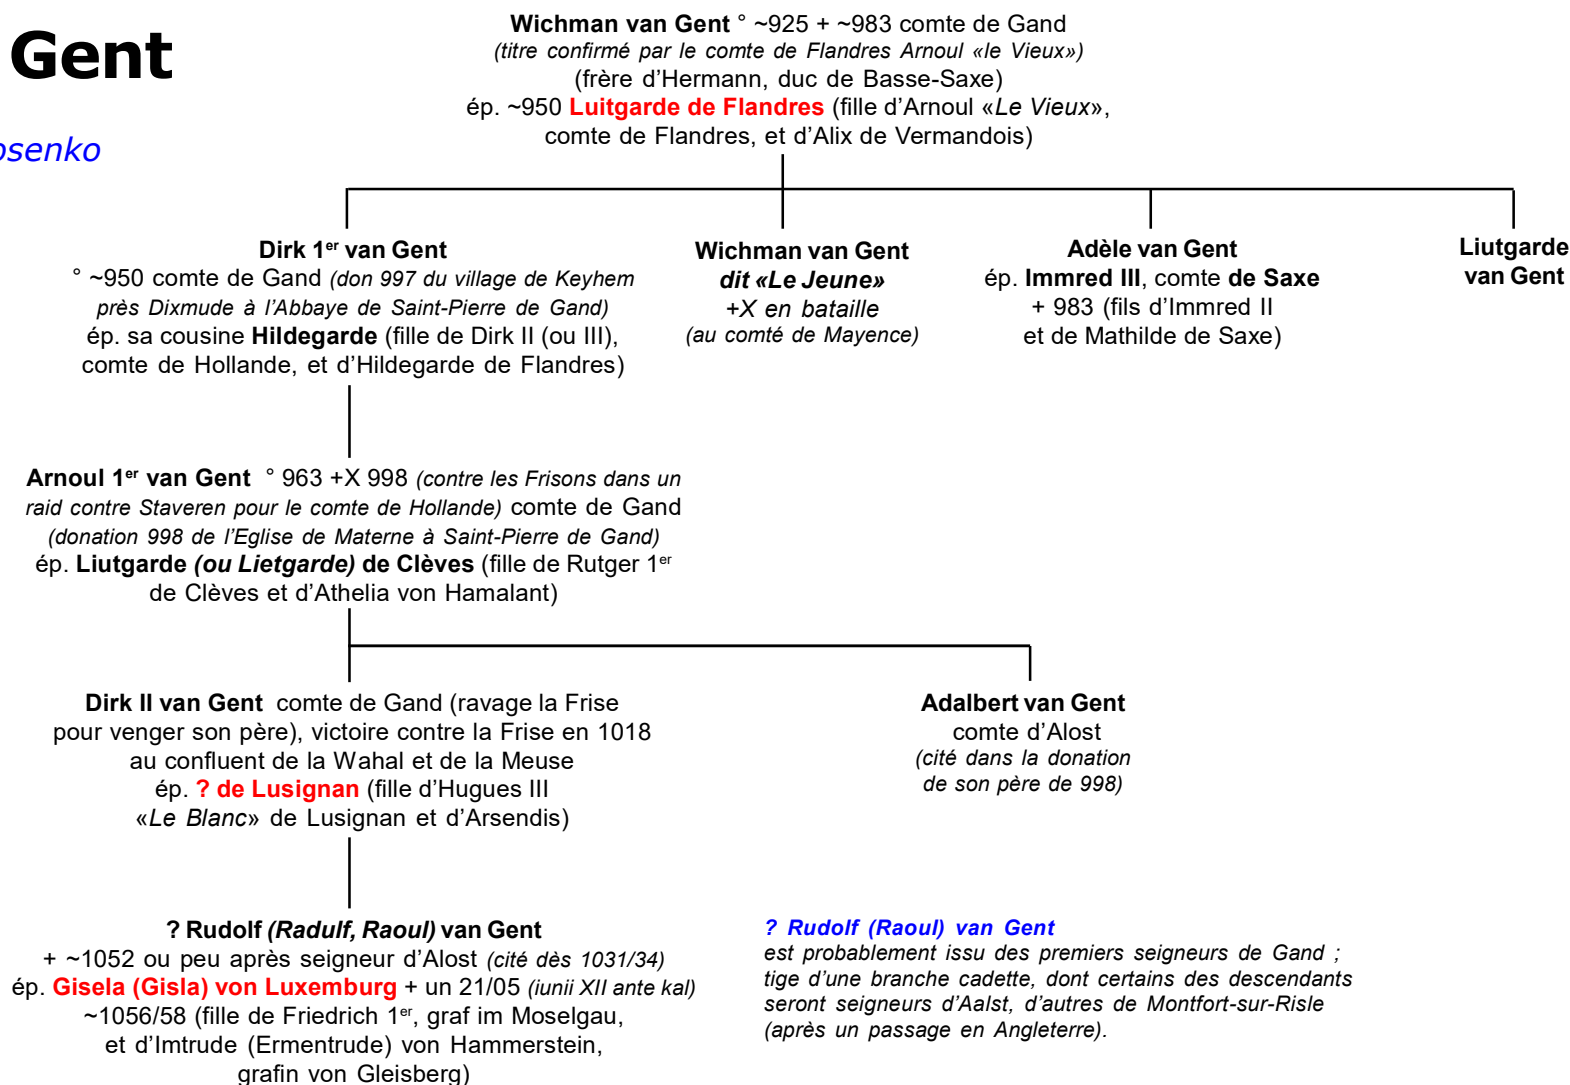 Gent
osenko
Wichman van Gent ° ~925 + ~983 comte de Gand
(titre confirmé par le comte de Flandres Arnoul «le Vieux»)
(frère d’Hermann, duc de Basse-Saxe)
ép. ~950 Luitgarde de Flandres (fille d’Arnoul «Le Vieux»,
comte de Flandres, et d’Alix de Vermandois)
Dirk 1er van Gent
° ~950 comte de Gand (don 997 du village de Keyhem
près Dixmude à l’Abbaye de Saint-Pierre de Gand)
ép. sa cousine Hildegarde (fille de Dirk II (ou III),
comte de Hollande, et d’Hildegarde de Flandres)
Wichman van Gent
dit «Le Jeune»
+X en bataille
(au comté de Mayence)
Adèle van Gent
ép. Immred III, comte de Saxe
+ 983 (fils d’Immred II
et de Mathilde de Saxe)
Liutgarde
van Gent
Arnoul 1er van Gent ° 963 +X 998 (contre les Frisons dans un
raid contre Staveren pour le comte de Hollande) comte de Gand
(donation 998 de l’Eglise de Materne à Saint-Pierre de Gand)
ép. Liutgarde (ou Lietgarde) de Clèves (fille de Rutger 1er
de Clèves et d’Athelia von Hamalant)
Dirk II van Gent comte de Gand (ravage la Frise
pour venger son père), victoire contre la Frise en 1018
au confluent de la Wahal et de la Meuse
ép. ? de Lusignan (fille d’Hugues III
«Le Blanc» de Lusignan et d’Arsendis)
Adalbert van Gent
comte d’Alost
(cité dans la donation
de son père de 998)
? Rudolf (Radulf, Raoul) van Gent
+ ~1052 ou peu après seigneur d’Alost (cité dès 1031/34)
ép. Gisela (Gisla) von Luxemburg + un 21/05 (iunii XII ante kal)
~1056/58 (fille de Friedrich 1er, graf im Moselgau,
et d’Imtrude (Ermentrude) von Hammerstein,
grafin von Gleisberg)
? Rudolf (Raoul) van Gent
est probablement issu des premiers seigneurs de Gand ;
tige d’une branche cadette, dont certains des descendants
seront seigneurs d’Aalst, d’autres de Montfort-sur-Risle
(après un passage en Angleterre).